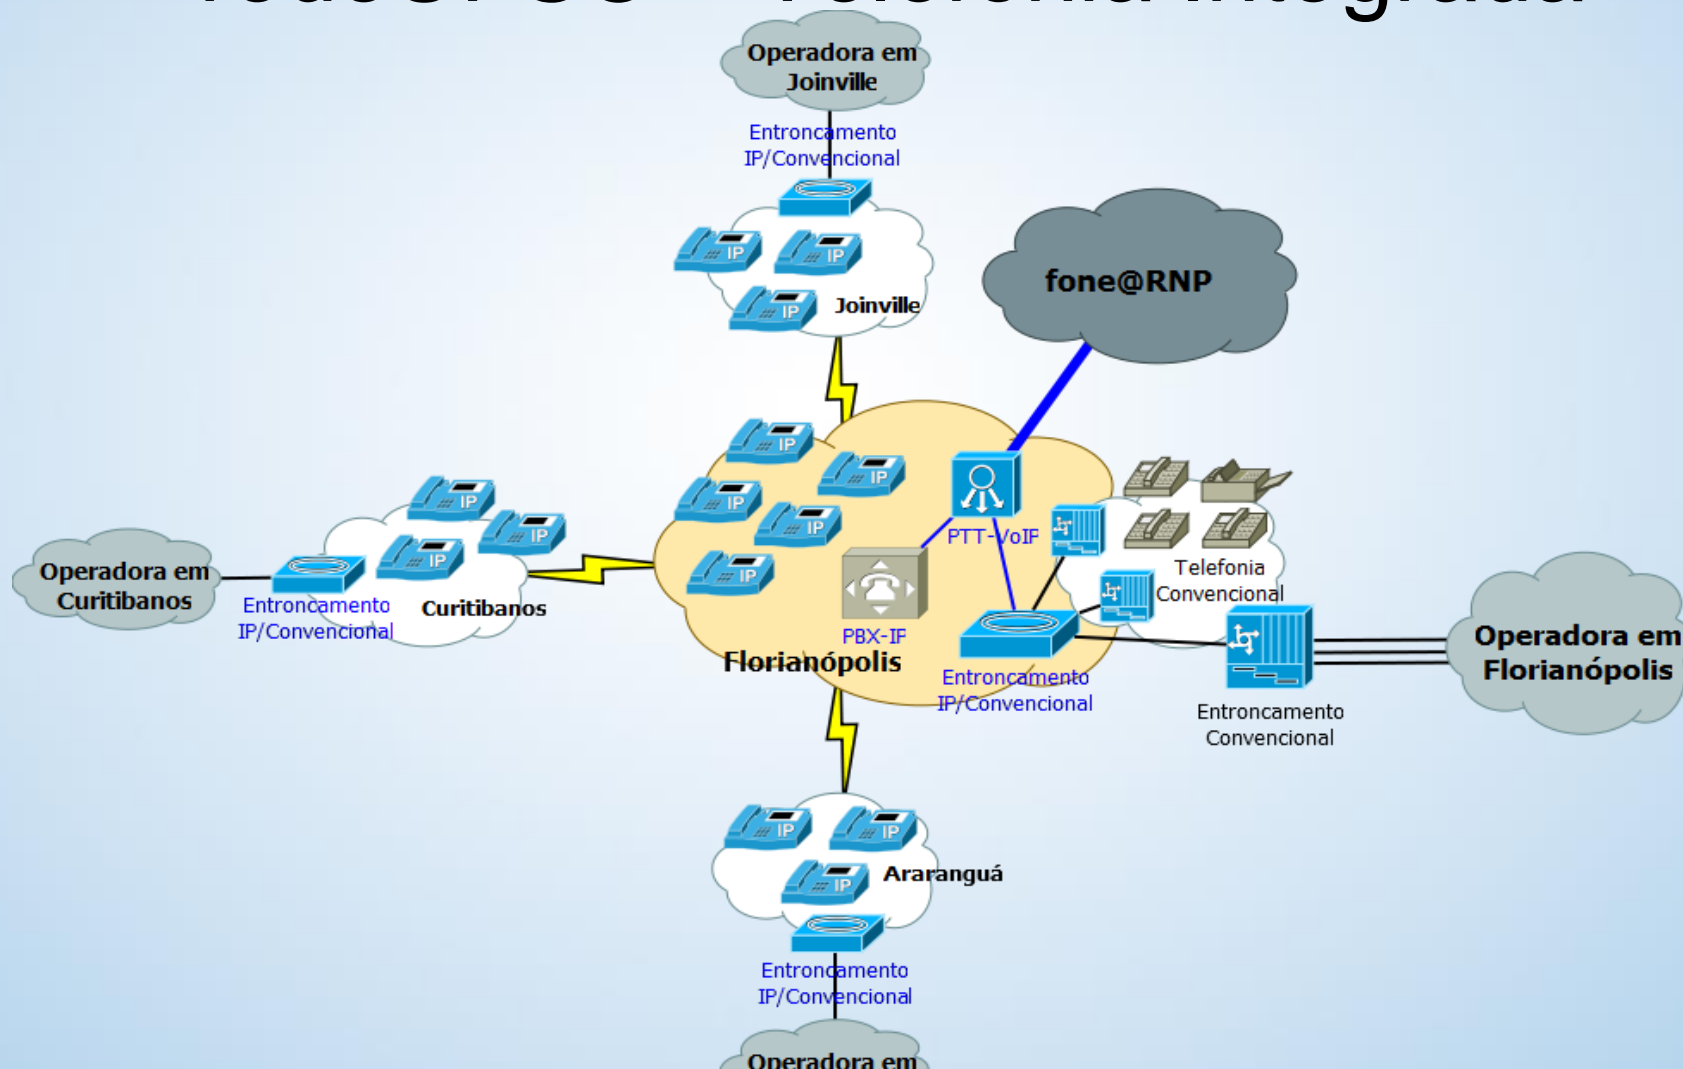 Telefonia Integrada
Operadora em
Joinville
Entroncamento
IP/Convencional
IP
IP
IP
Joinville
fone@RNP
IP
IP
IP
IP
IP
PTT-VoIP
PBX-IP
Florianópolis
Entroncamento
IP/Convencional
Telefonia
Convencional
Entroncamento
Convencional
Operadora em
Florianópolis
IP
IP
IP
Curitibanos
Operadora em
Curitibanos
Entroncamento
IP/Convencional
IP
IP
IP
Araranguá
Entroncamento
IP/Convencional
Operadora em